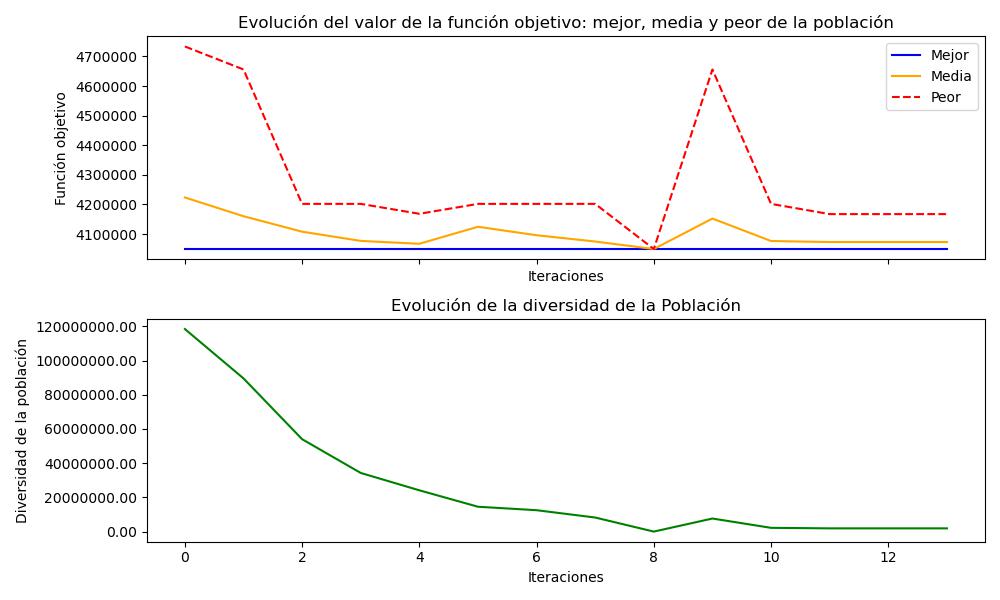 Evolución del valor de la función objetivo: mejor, media y peor de la población
Función objetivo
4700000
4600000
4500000
4400000
4300000
4200000
4100000
Mejor
Media
Peor
Iteraciones
Evolución de la diversidad de la Población
Diversidad de la población
120000000.00
100000000.00
80000000.00
60000000.00
40000000.00
20000000.00
0.00
0 2 4 6 8 10 12
Iteraciones